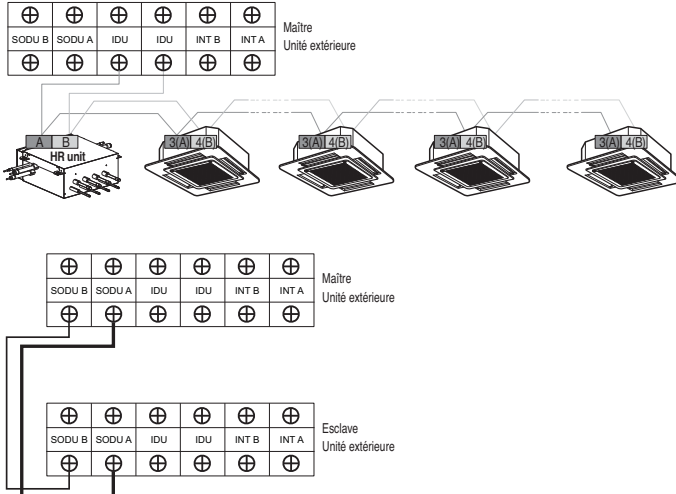 Maître
SODU B SODU A IDU IDU INT B INT A
Unité extérieure
A B 3(A) 4(B) 3(A) 4(B) 3(A) 4(B) 3(A) 4(B)
HR unit
Maître
SODU B SODU A IDU IDU INT B INT A
Unité extérieure
Esclave
SODU B SODU A IDU IDU INT B INT A
Unité extérieure